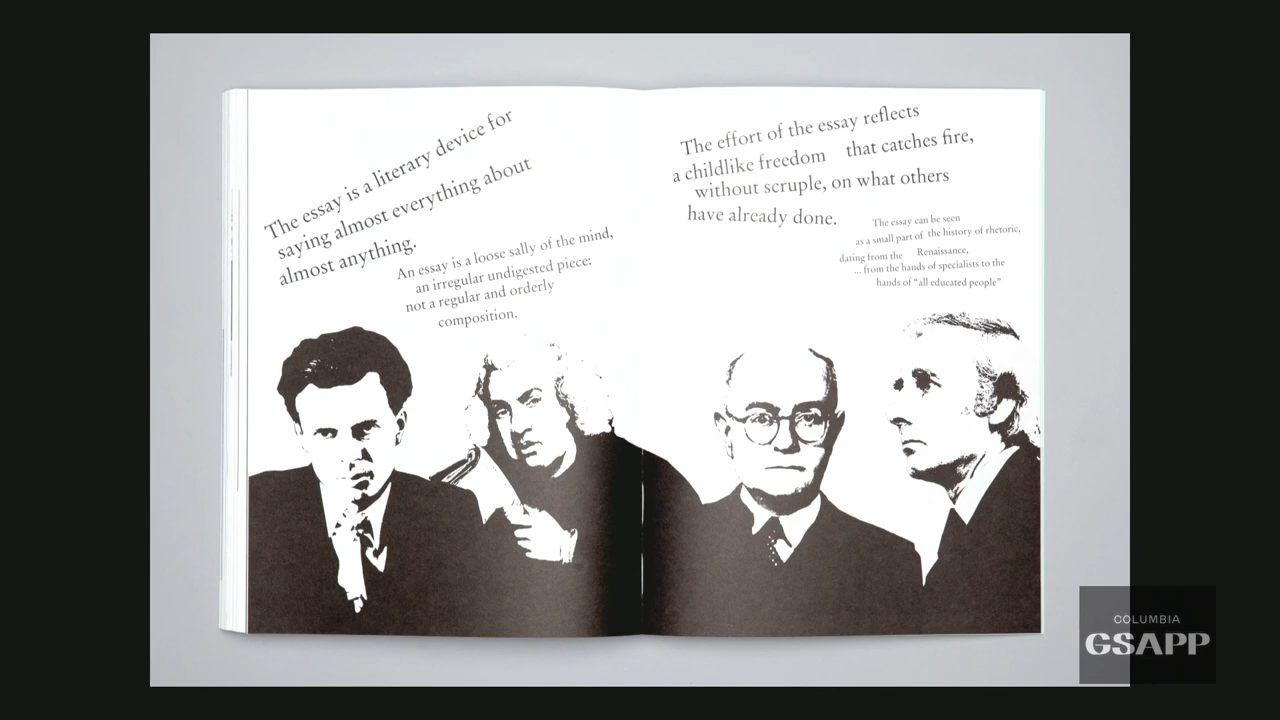 The essay is a literary device for
saying almost everything about
almost anything.
An essay is a loose sally of the mind,
an irregular undigested piece:
not a regular and orderly
composition.
The effort of the essay reflects
a childlike freedom that catches fire,
without scruple, on what others
have already done.
The essay can be seen
as a small part of the history of rhetoric,
dating from the Renaissance,
... from the hands of specialists to the
hands of "all educated people"
COLUMBIA
GSAPP